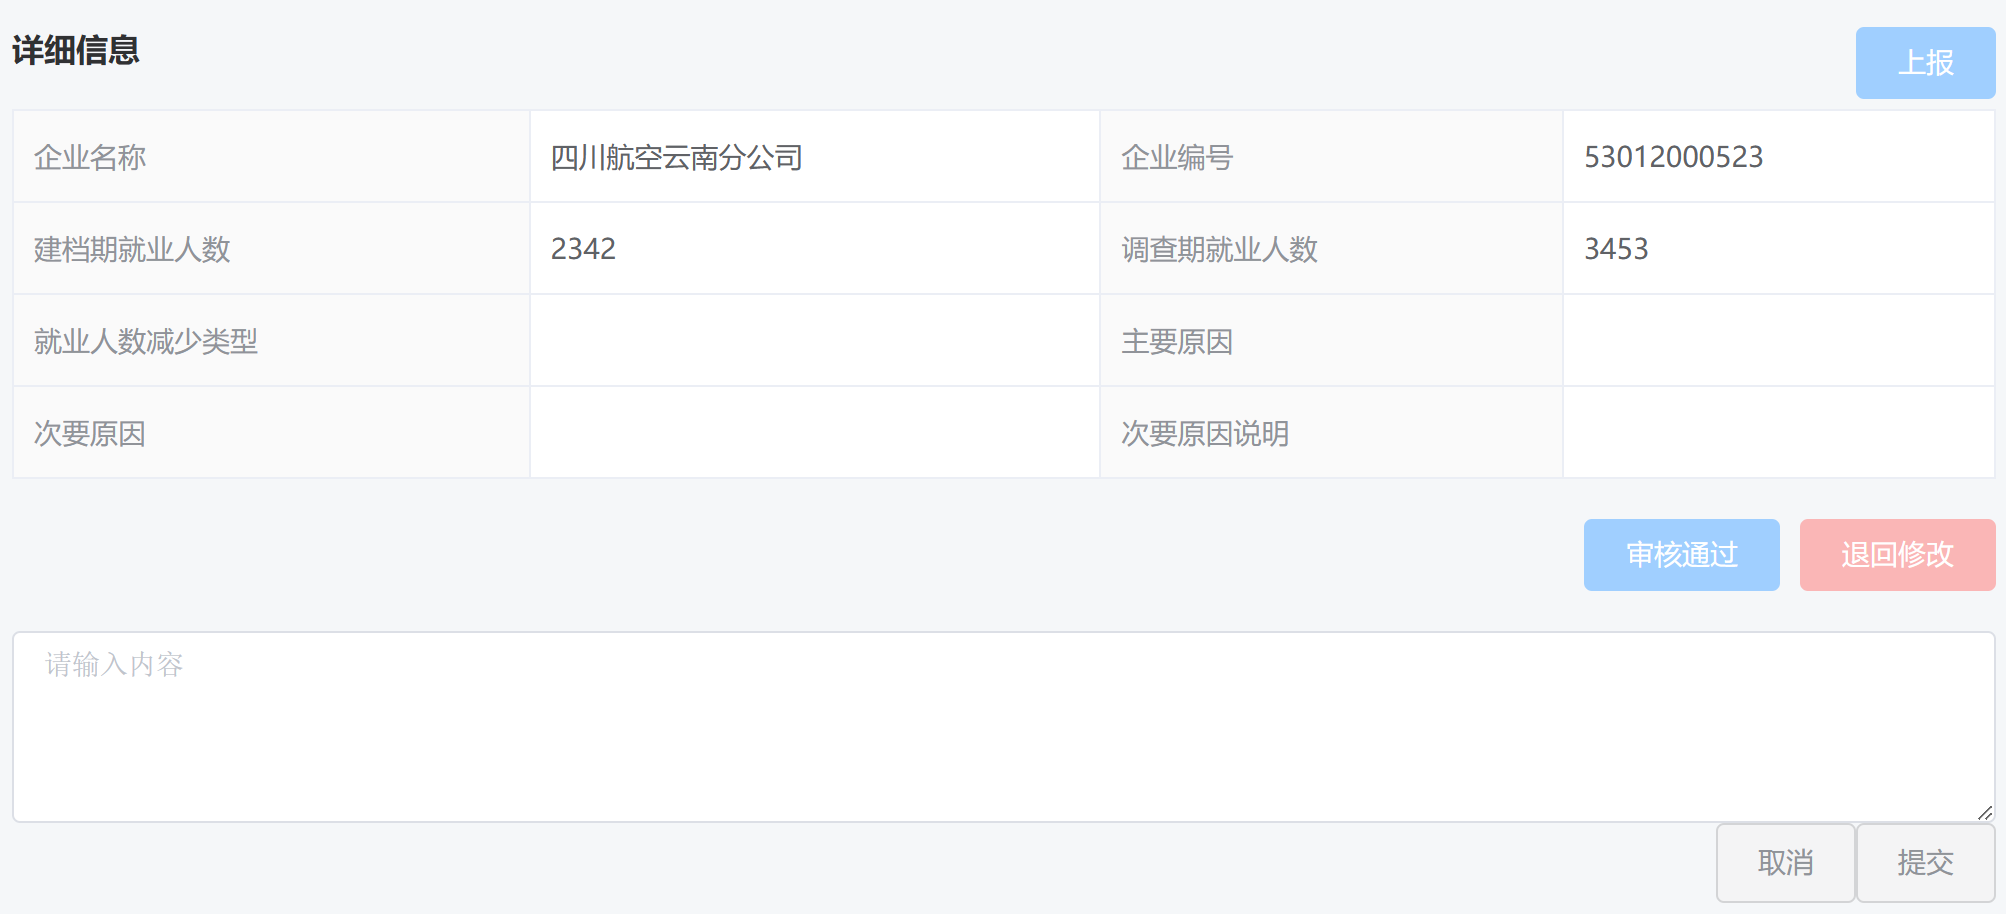 详细信息
上报
企业名称 四川航空云南分公司 企业编号 53012000523
建档期就业人数 2342 调查期就业人数 3453
就业人数减少类型 主要原因
次要原因 次要原因说明
审核通过 退回修改
请输入内容
取消 提交